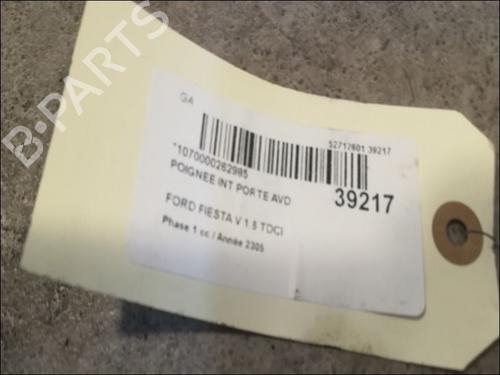 B-PARTS
GA
52712601 39217
*1070000262985
POIGNEE INT PORTE AVD
39217
FORD FIESTA V 1.6 TDCI
Phase 1 cc / Année 2305